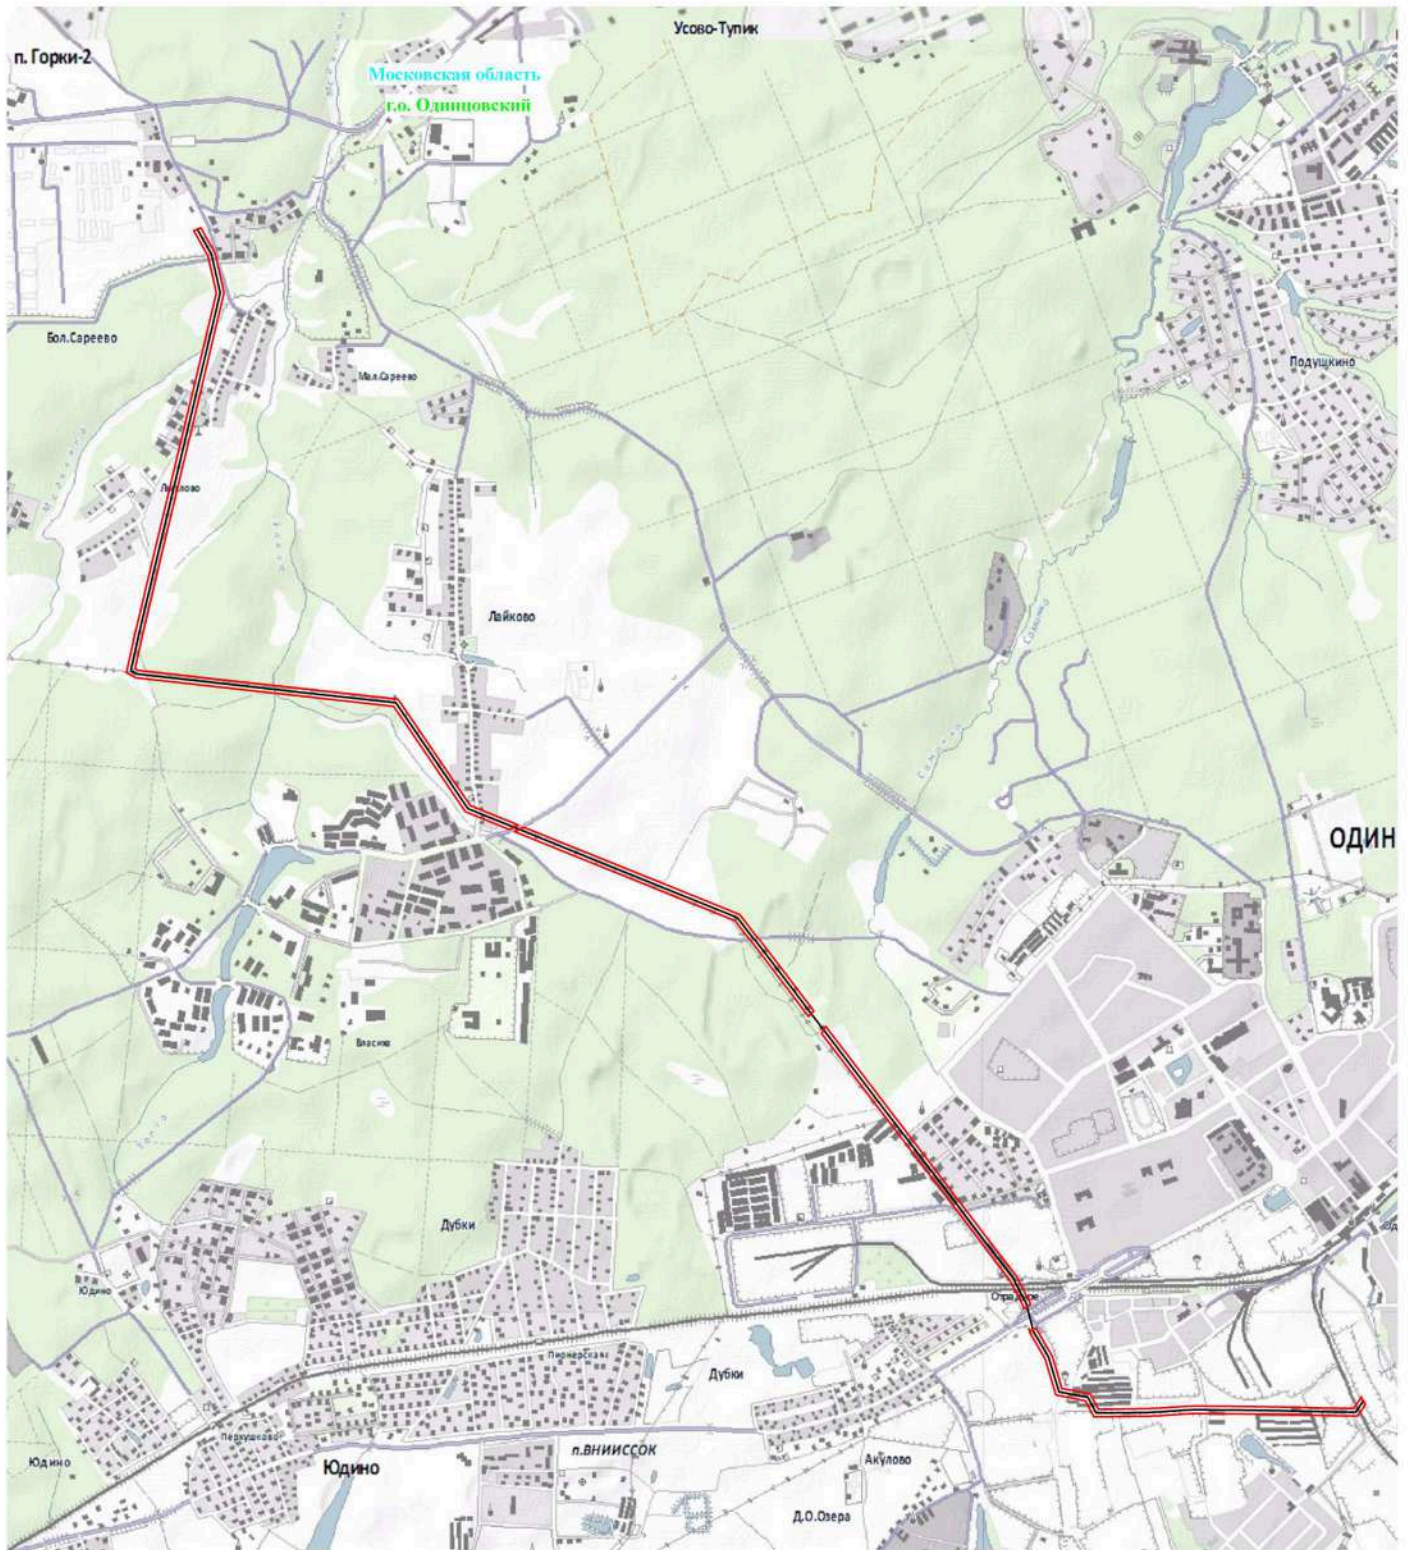 Усово-Тупик
п. Горки-2
Московская область
г.о. Одинцовский
Бол.Сареево
Мал.Сареево
Подушкино
Лайково
Самынка
ОДИН
Власиха
Дубки
Юдино
Отрадное
Пионерская
Дубки
Перхушково
п.ВНИИССОК
Юдино
Юдино
Акулово
Д.О.Озера